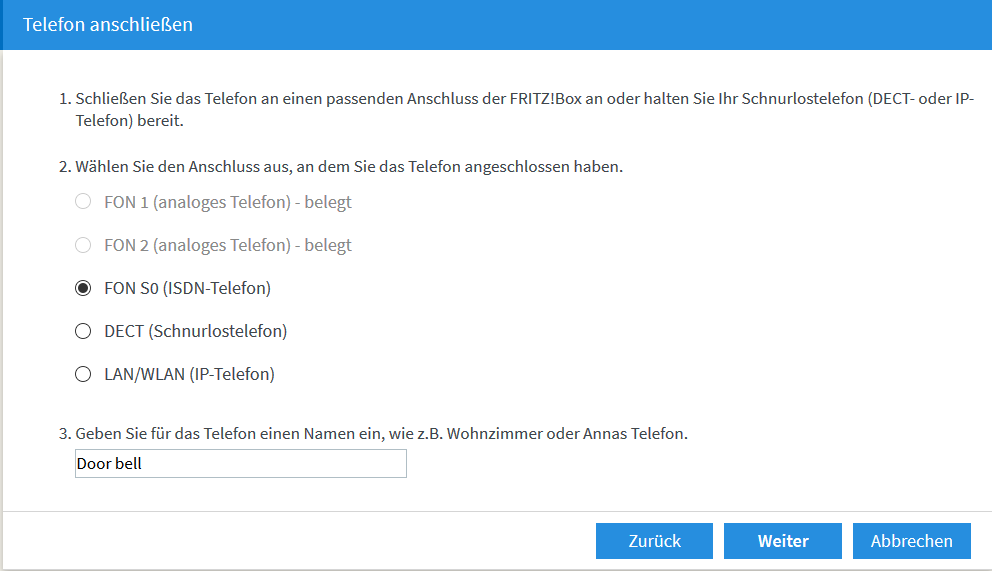 Telefon anschließen
1. Schließen Sie das Telefon an einen passenden Anschluss der FRITZ!Box an oder halten Sie Ihr Schnurlostelefon (DECT- oder IP-
Telefon) bereit.
2. Wählen Sie den Anschluss aus, an dem Sie das Telefon angeschlossen haben.
FON 1 (analoges Telefon) - belegt
FON 2 (analoges Telefon) - belegt
FON S0 (ISDN-Telefon)
DECT (Schnurlostelefon)
LAN/WLAN (IP-Telefon)
3. Geben Sie für das Telefon einen Namen ein, wie z.B. Wohnzimmer oder Annas Telefon.
Door bell
Zurück Weiter Abbrechen